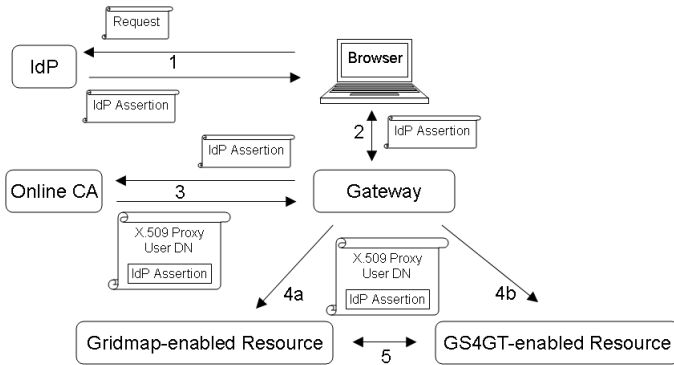 Request
1
Browser
IdP
IdP Assertion
2
IdP Assertion
IdP Assertion
Online CA
3
Gateway
X.509 Proxy
User DN
IdP Assertion
X.509 Proxy
User DN
IdP Assertion
4a
4b
Gridmap-enabled Resource
5
GS4GT-enabled Resource